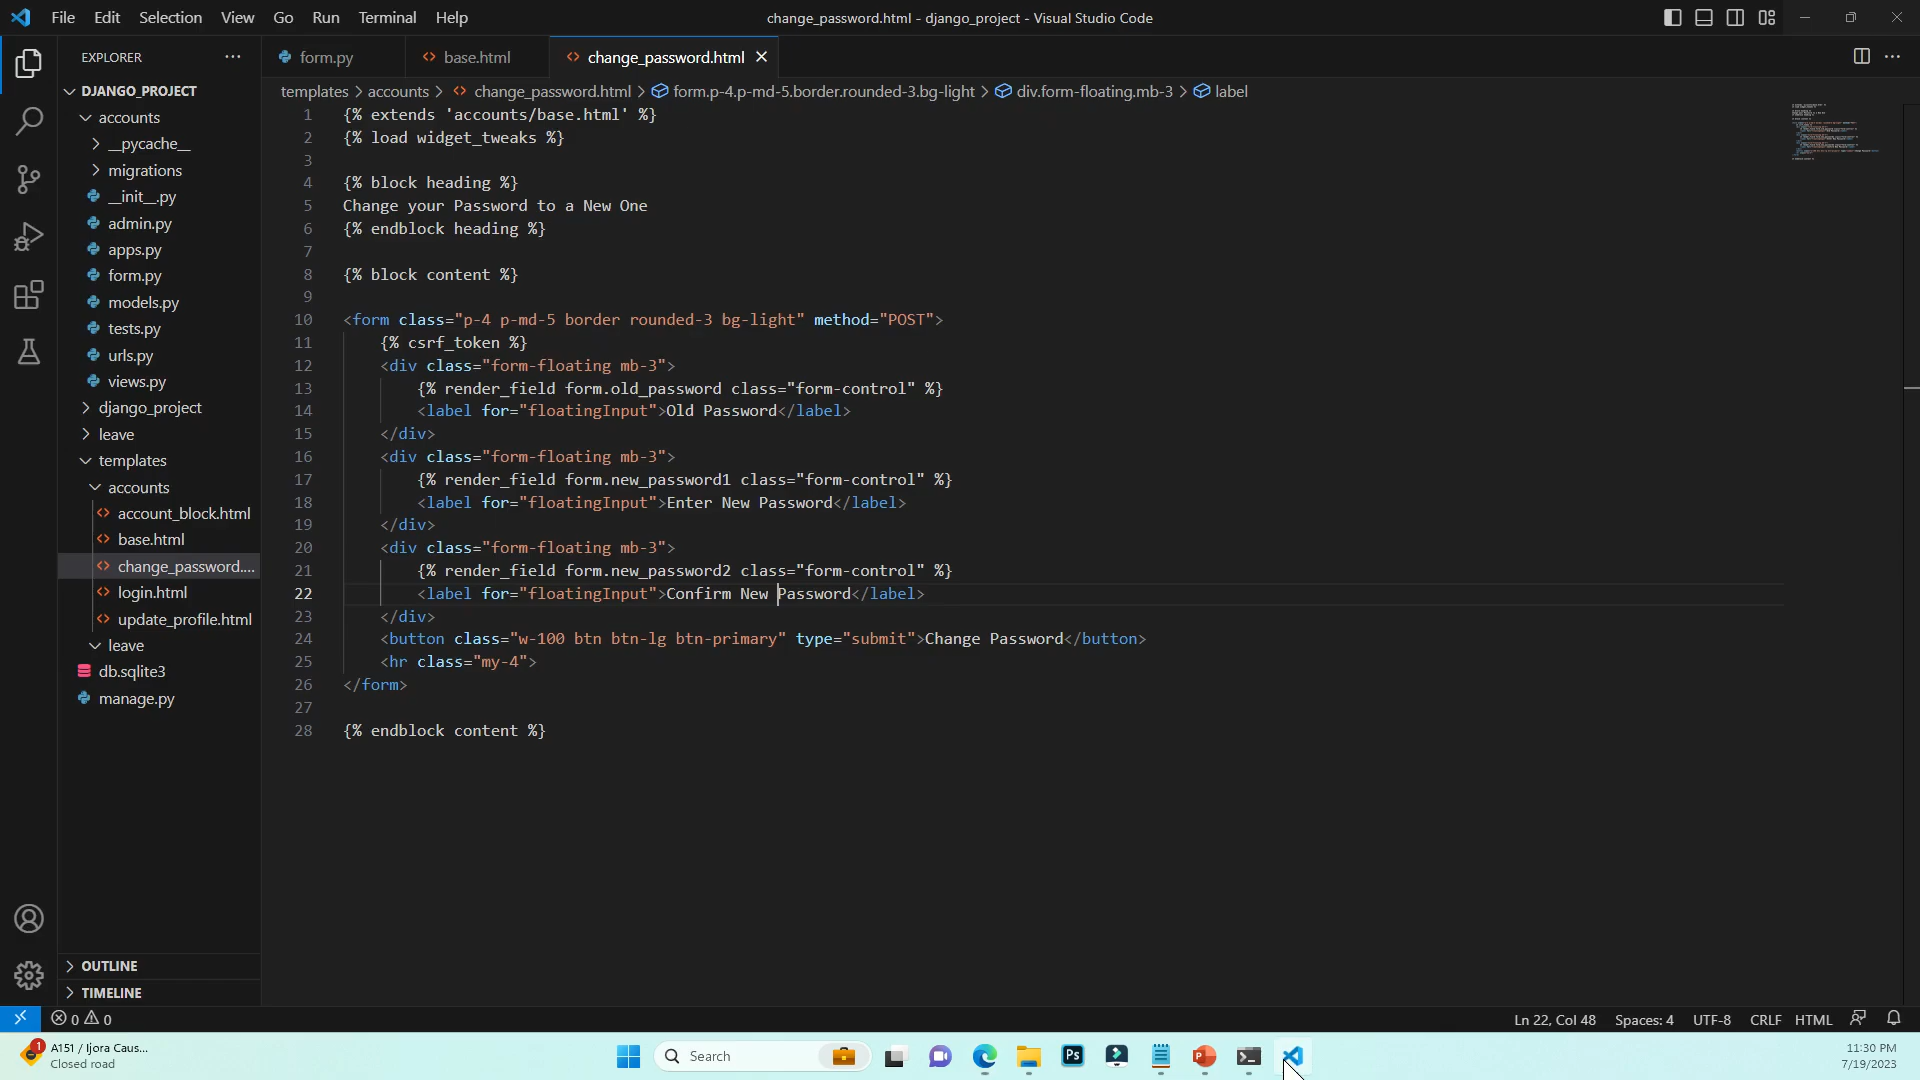 File Edit Selection View Go Run Terminal Help
change_password.html - django_project - Visual Studio Code
EXPLORER
form.py
base.html
change_password.html
DJANGO_PROJECT
accounts
__pycache__
migrations
__init__.py
admin.py
apps.py
form.py
models.py
tests.py
urls.py
views.py
django_project
leave
templates
accounts
account_block.html
base.html
change_password....
login.html
update_profile.html
leave
db.sqlite3
manage.py
OUTLINE
TIMELINE
templates > accounts > change_password.html > form.p-4.p-md-5.border.rounded-3.bg-light > div.form-floating.mb-3 > label
1 {% extends 'accounts/base.html' %}
2 {% load widget_tweaks %}
3
4 {% block heading %}
5 Change your Password to a New One
6 {% endblock heading %}
7
8 {% block content %}
9
10 <form class="p-4 p-md-5 border rounded-3 bg-light" method="POST">
11 {% csrf_token %}
12 <div class="form-floating mb-3">
13 {% render_field form.old_password class="form-control" %}
14 <label for="floatingInput">Old Password</label>
15 </div>
16 <div class="form-floating mb-3">
17 {% render_field form.new_password1 class="form-control" %}
18 <label for="floatingInput">Enter New Password</label>
19 </div>
20 <div class="form-floating mb-3">
21 {% render_field form.new_password2 class="form-control" %}
22 <label for="floatingInput">Confirm New Password</label>
23 </div>
24 <button class="w-100 btn btn-lg btn-primary" type="submit">Change Password</button>
25 <hr class="my-4">
26 </form>
27
28 {% endblock content %}
0 0
Ln 22, Col 48 Spaces: 4 UTF-8 CRLF HTML
1
A151 / Ijora Caus...
Closed road
Search
Ps
11:30 PM
7/19/2023